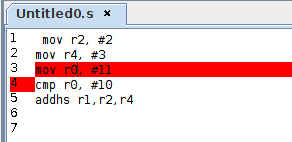 Untitled0.s ×
1 mov r2, #2
2 mov r4, #3
3 mov r0, #11
4 cmp r0, #10
5 addhs r1,r2,r4
6
7